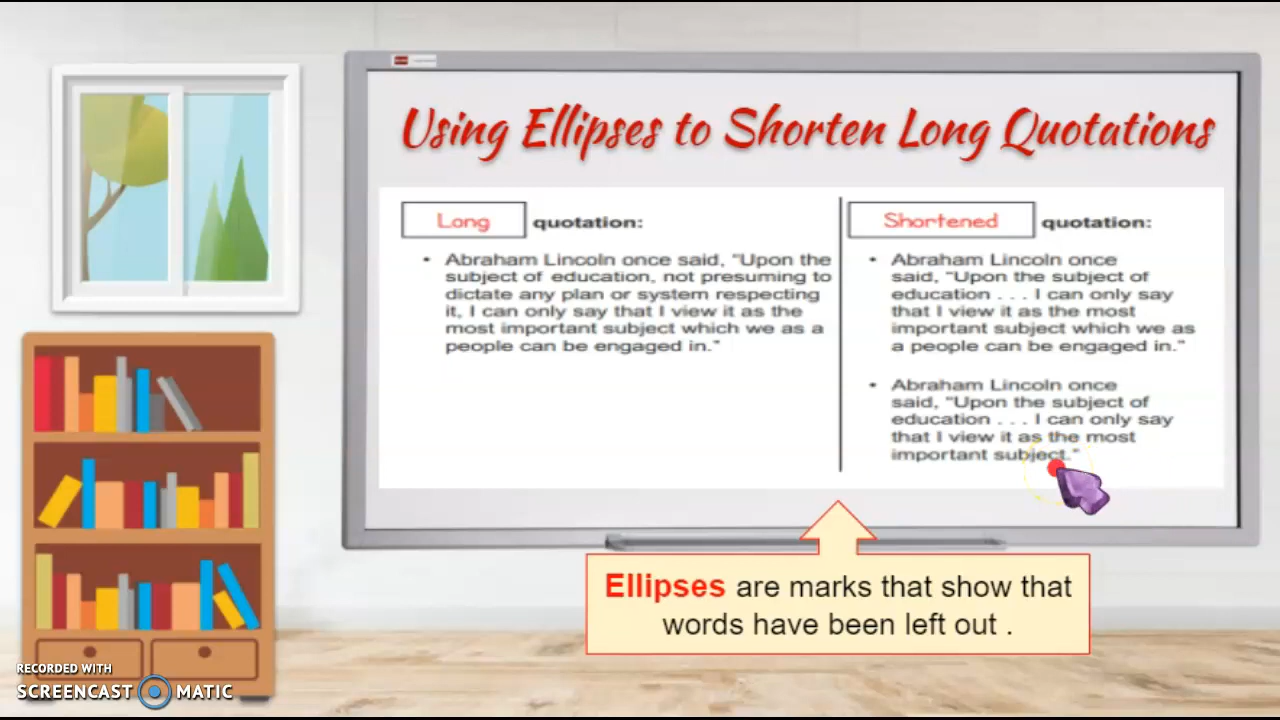 Using Ellipses to Shorten Long Quotations
Long quotation:
• Abraham Lincoln once said, “Upon the
subject of education, not presuming to
dictate any plan or system respecting
it, I can only say that I view it as the
most important subject which we as a
people can be engaged in.”
Shortened quotation:
• Abraham Lincoln once
said, “Upon the subject of
education . . . I can only say
that I view it as the most
important subject which we as
a people can be engaged in.”
• Abraham Lincoln once
said, “Upon the subject of
education . . . I can only say
that I view it as the most
important subject.”
Ellipses are marks that show that
words have been left out .
RECORDED WITH
SCREENCAST MATIC